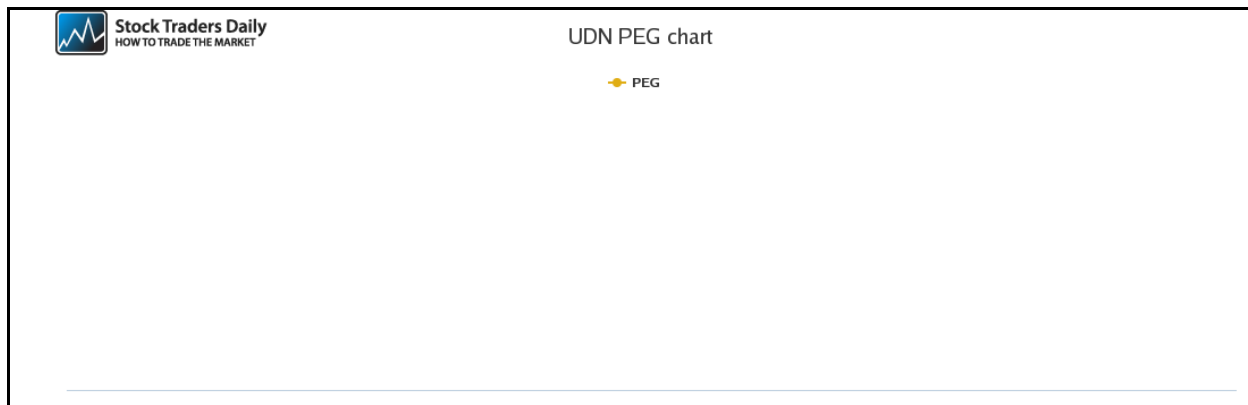 Stock Traders Daily
HOW TO TRADE THE MARKET
UDN PEG chart
PEG